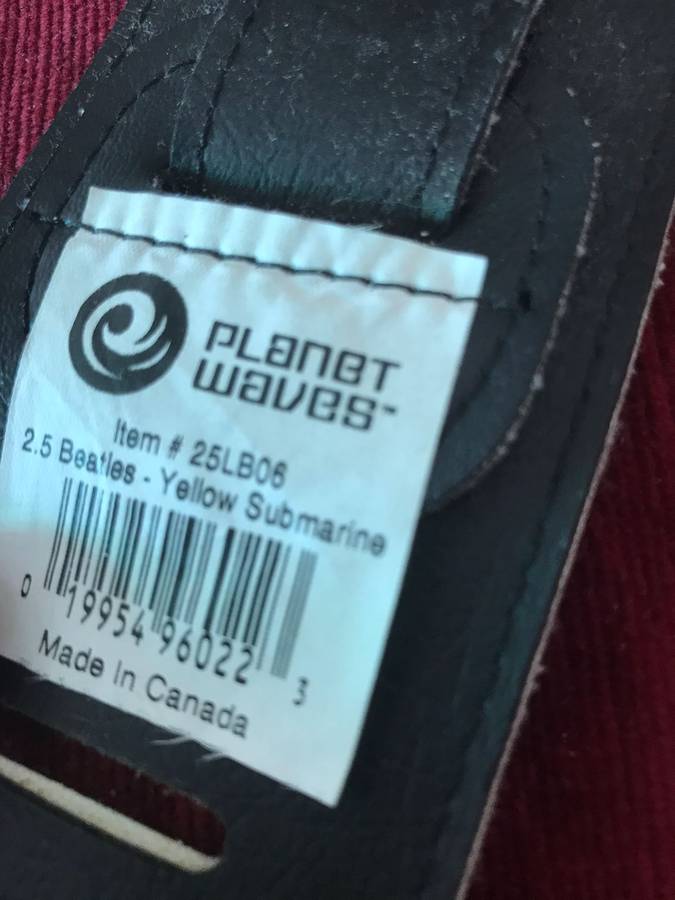 PLANET
WAVES™
Item # 25LB06
2.5 Beatles - Yellow Submarine
0 19954 96022 3
Made In Canada